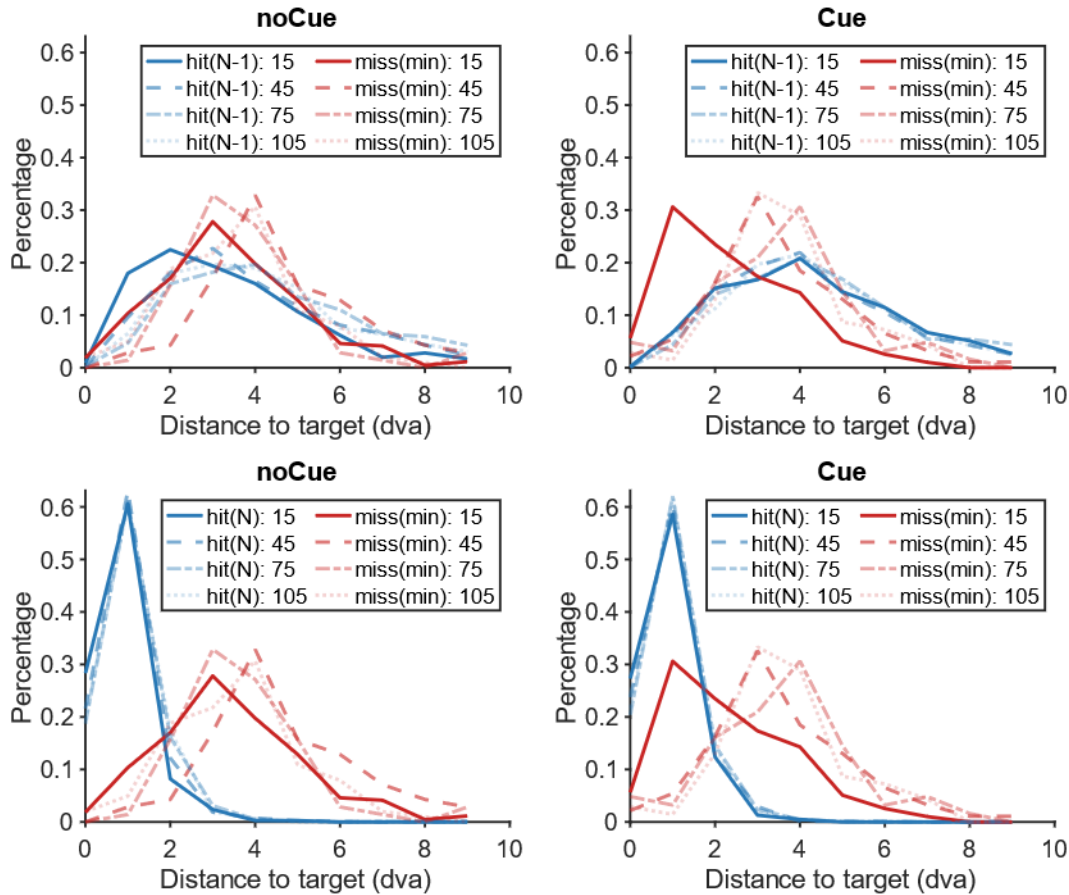 noCue
0.6
0.5
0.4
0.3
0.2
0.1
0
Percentage
hit(N-1): 15 miss(min): 15
hit(N-1): 45 miss(min): 45
hit(N-1): 75 miss(min): 75
hit(N-1): 105 miss(min): 105
0 2 4 6 8 10
Distance to target (dva)
Cue
0.6
0.5
0.4
0.3
0.2
0.1
0
Percentage
hit(N-1): 15 miss(min): 15
hit(N-1): 45 miss(min): 45
hit(N-1): 75 miss(min): 75
hit(N-1): 105 miss(min): 105
0 2 4 6 8 10
Distance to target (dva)
noCue
0.6
0.5
0.4
0.3
0.2
0.1
0
Percentage
hit(N): 15 miss(min): 15
hit(N): 45 miss(min): 45
hit(N): 75 miss(min): 75
hit(N): 105 miss(min): 105
0 2 4 6 8 10
Distance to target (dva)
Cue
0.6
0.5
0.4
0.3
0.2
0.1
0
Percentage
hit(N): 15 miss(min): 15
hit(N): 45 miss(min): 45
hit(N): 75 miss(min): 75
hit(N): 105 miss(min): 105
0 2 4 6 8 10
Distance to target (dva)